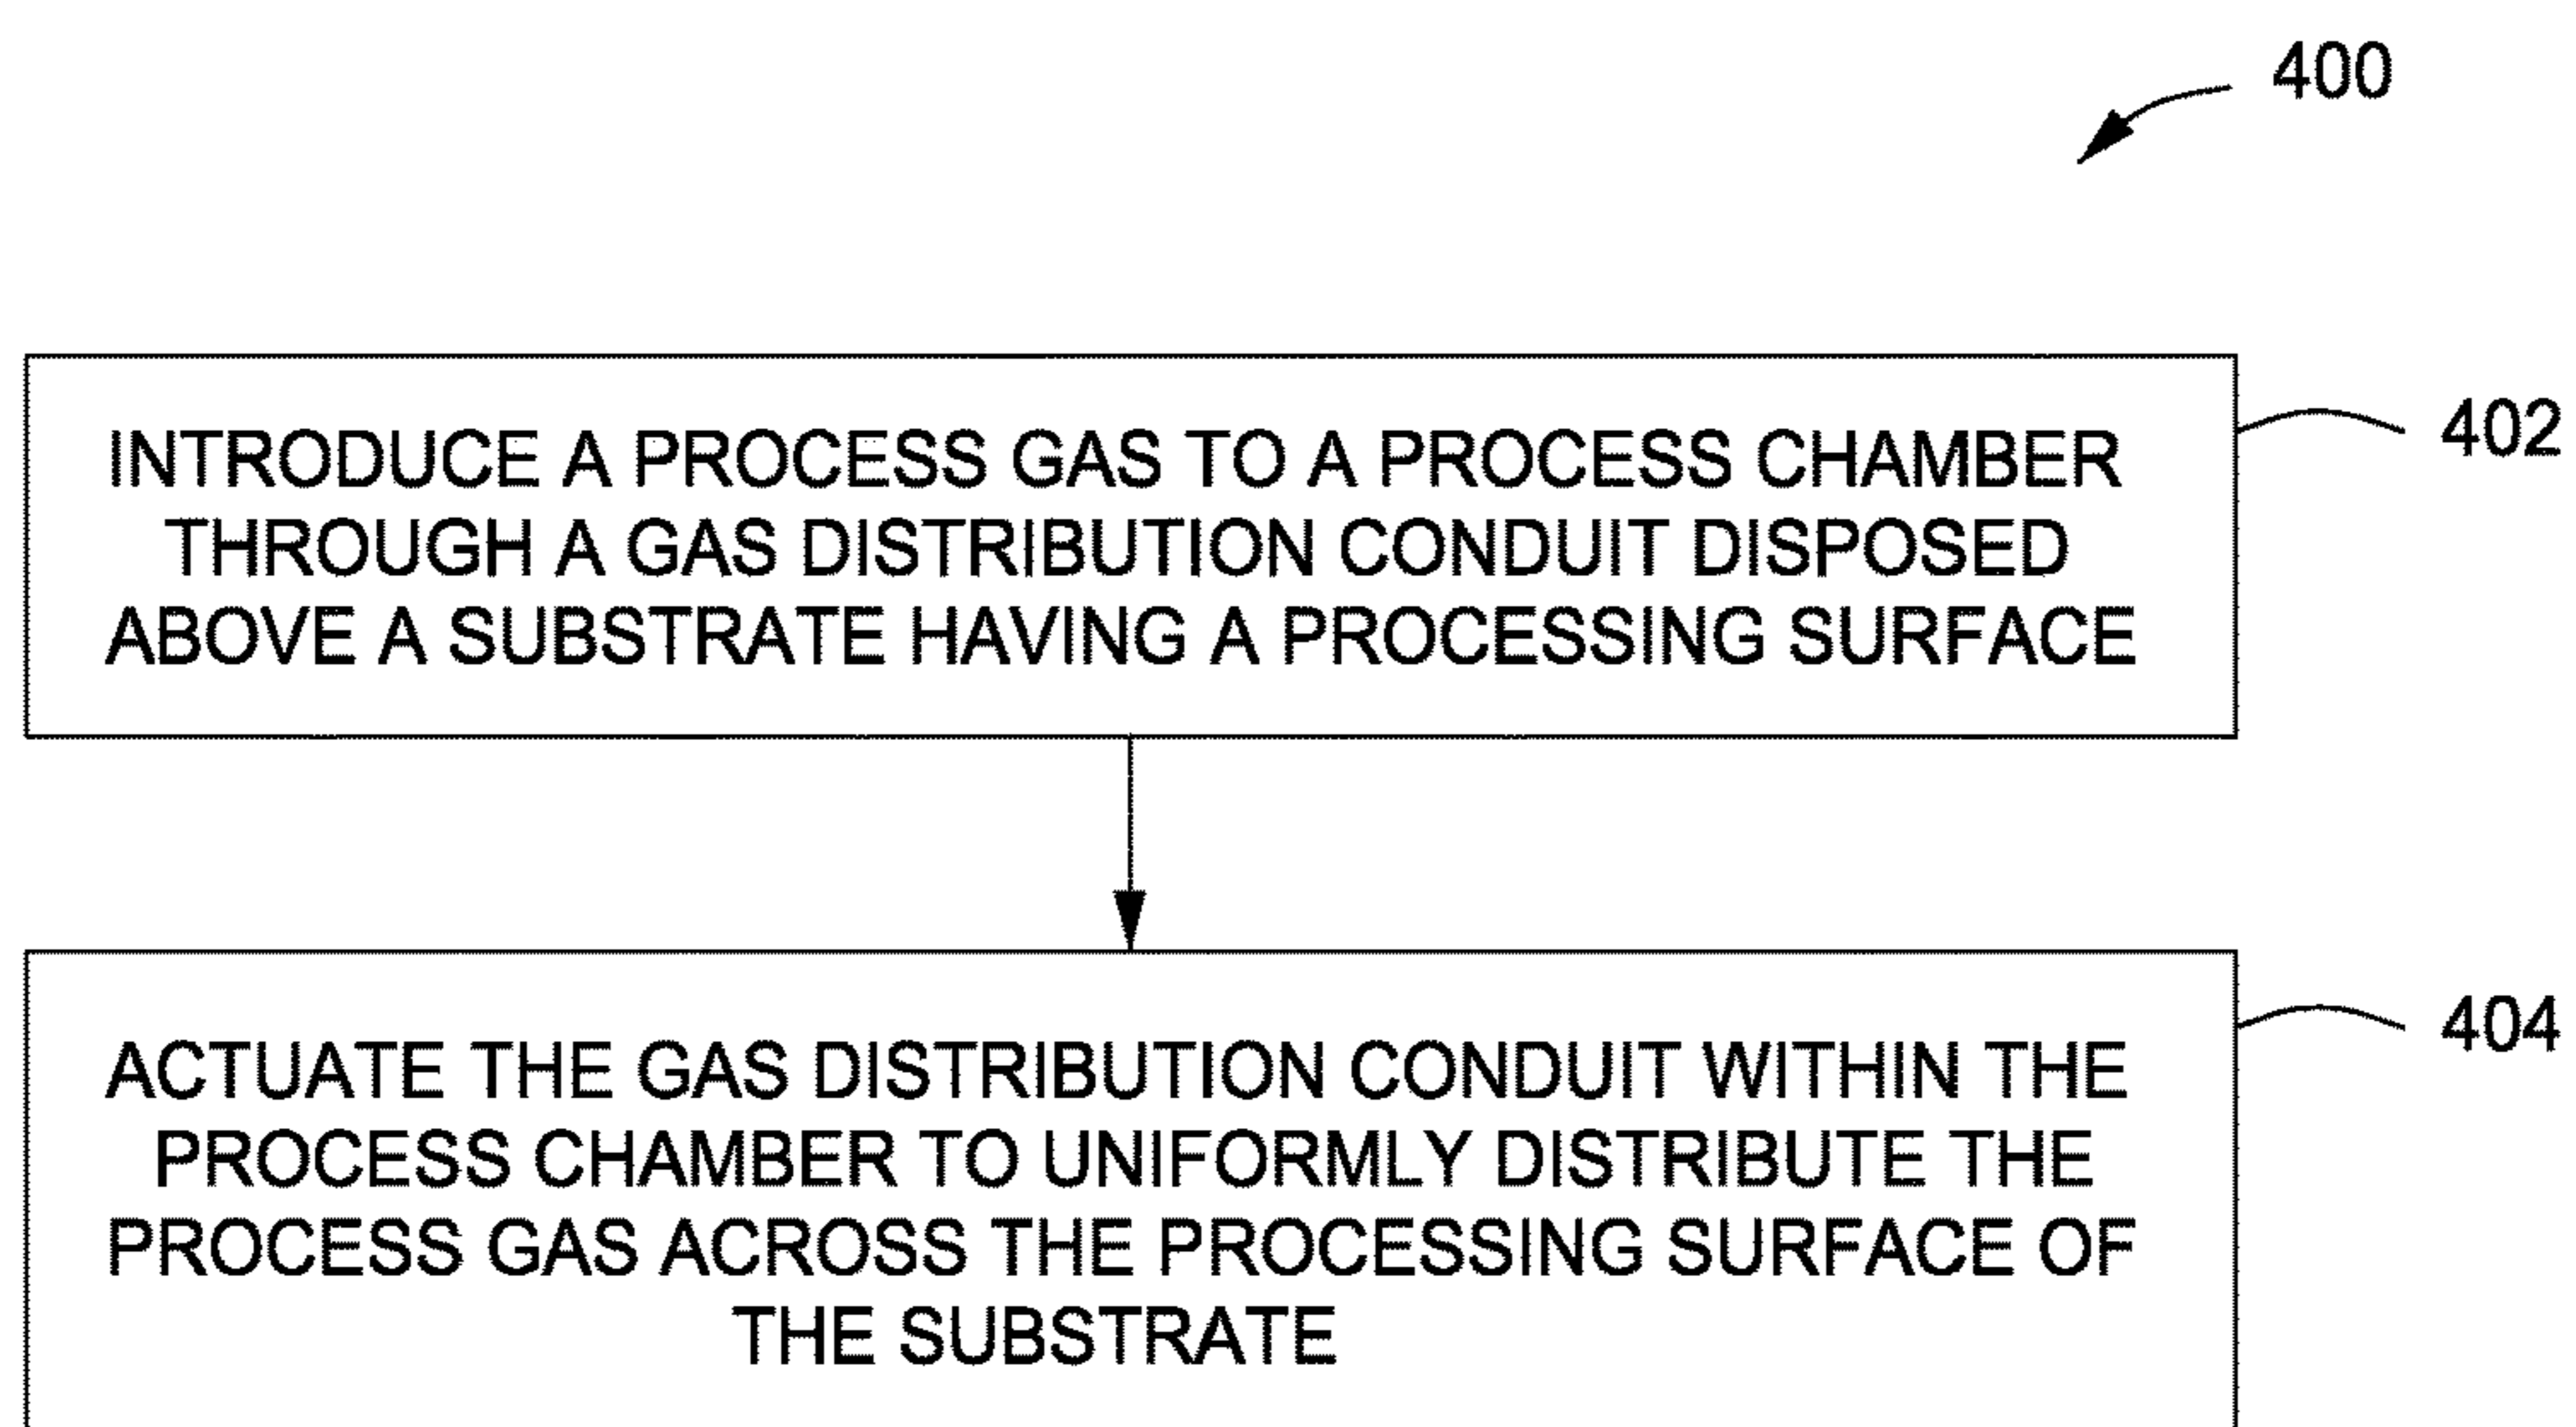 400
INTRODUCE A PROCESS GAS TO A PROCESS CHAMBER
THROUGH A GAS DISTRIBUTION CONDUIT DISPOSED
ABOVE A SUBSTRATE HAVING A PROCESSING SURFACE
402
ACTUATE THE GAS DISTRIBUTION CONDUIT WITHIN THE
PROCESS CHAMBER TO UNIFORMLY DISTRIBUTE THE
PROCESS GAS ACROSS THE PROCESSING SURFACE OF
THE SUBSTRATE
404